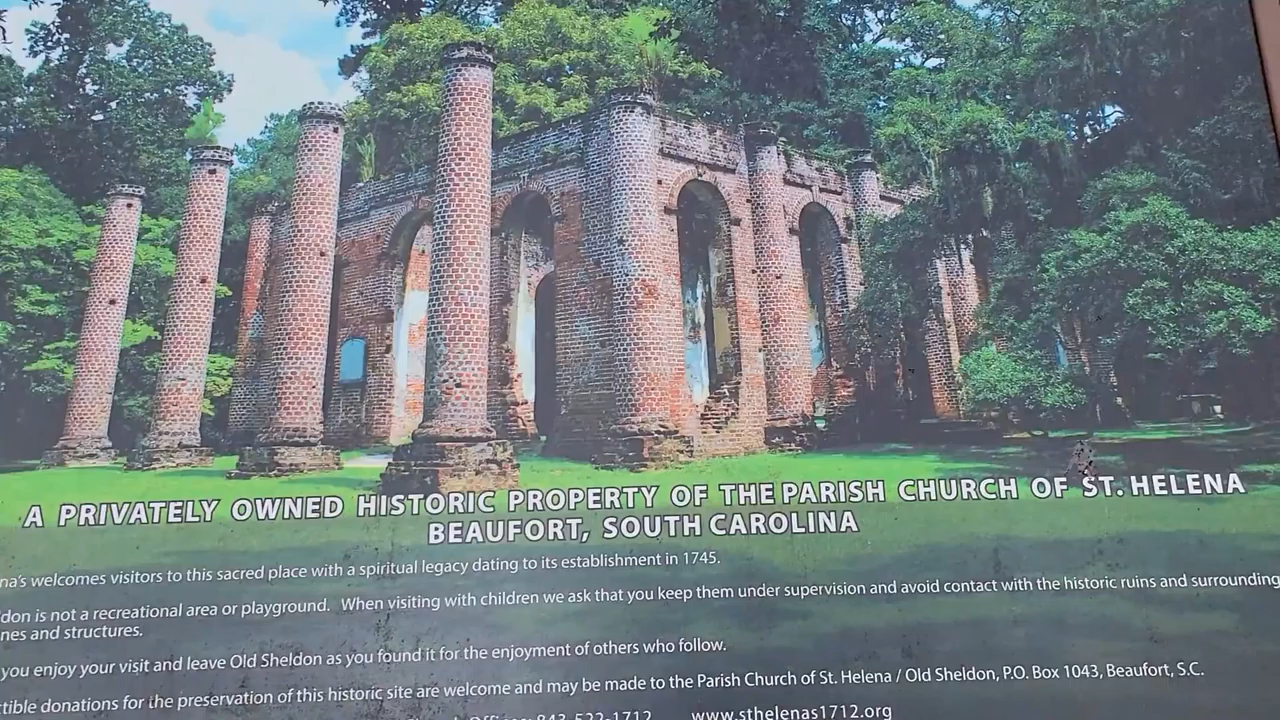 A PRIVATELY OWNED HISTORIC PROPERTY OF THE PARISH CHURCH OF ST. HELENA
BEAUFORT, SOUTH CAROLINA
na's welcomes visitors to this sacred place with a spiritual legacy dating to its establishment in 1745.
don is not a recreational area or playground. When visiting with children we ask that you keep them under supervision and avoid contact with the historic ruins and surrounding
nes and structures.
you enjoy your visit and leave Old Sheldon as you found it for the enjoyment of others who follow.
tible donations for the preservation of this historic site are welcome and may be made to the Parish Church of St. Helena / Old Sheldon, P.O. Box 1043, Beaufort, S.C.
843-522-1712 www.sthelenas1712.org